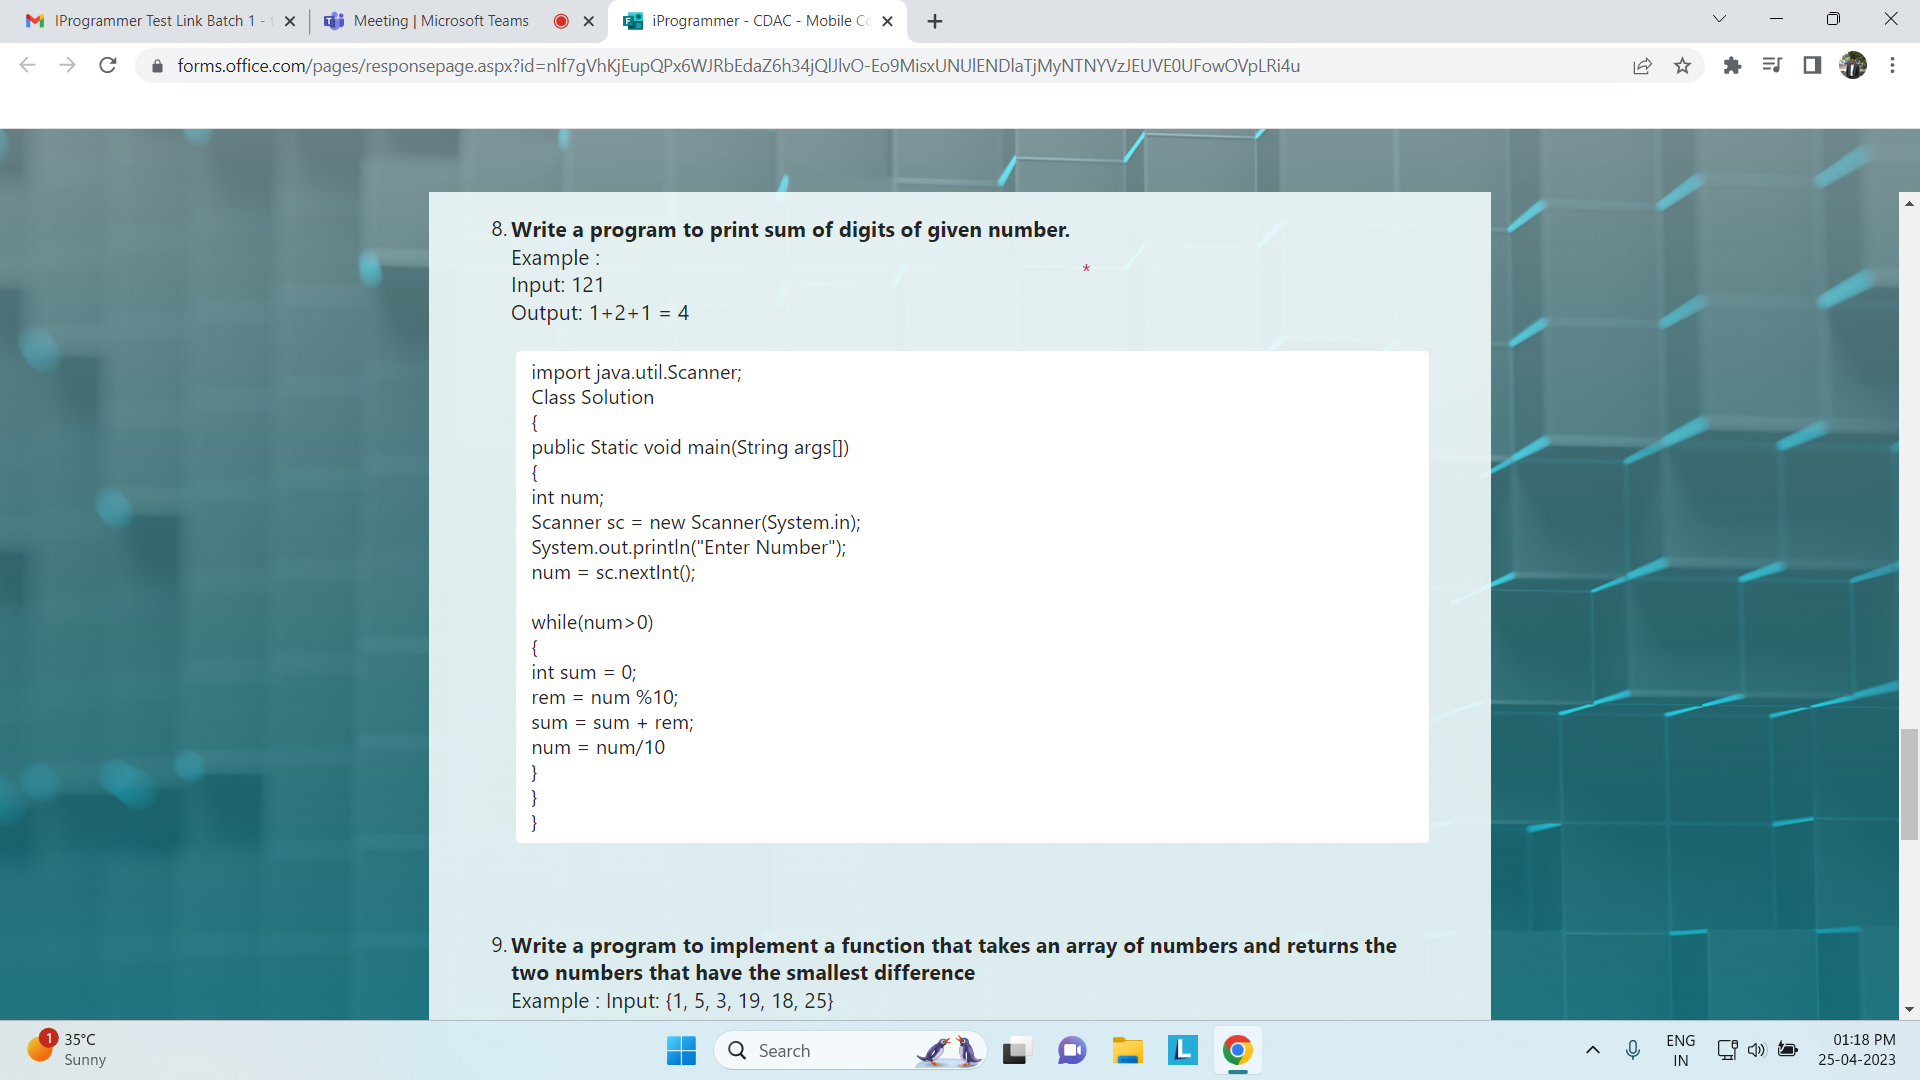 IProgrammer Test Link Batch 1 -
Meeting | Microsoft Teams
iProgrammer - CDAC - Mobile Co
forms.office.com/pages/responsepage.aspx?id=nlf7gVhKjEupQPx6WJRbEdaZ6h34jQlJlvO-Eo9MisxUNUlENDlaTjMyNTNYVzJEUVE0UFowOVpLRi4u
8. Write a program to print sum of digits of given number.
Example :
*
Input: 121
Output: 1+2+1 = 4
import java.util.Scanner;
Class Solution
{
public Static void main(String args[])
{
int num;
Scanner sc = new Scanner(System.in);
System.out.println("Enter Number");
num = sc.nextInt();
while(num>0)
{
int sum = 0;
rem = num %10;
sum = sum + rem;
num = num/10
}
}
}
9. Write a program to implement a function that takes an array of numbers and returns the
two numbers that have the smallest difference
Example : Input: {1, 5, 3, 19, 18, 25}
1
35°C
Sunny
Search
L
ENG
IN
01:18 PM
25-04-2023